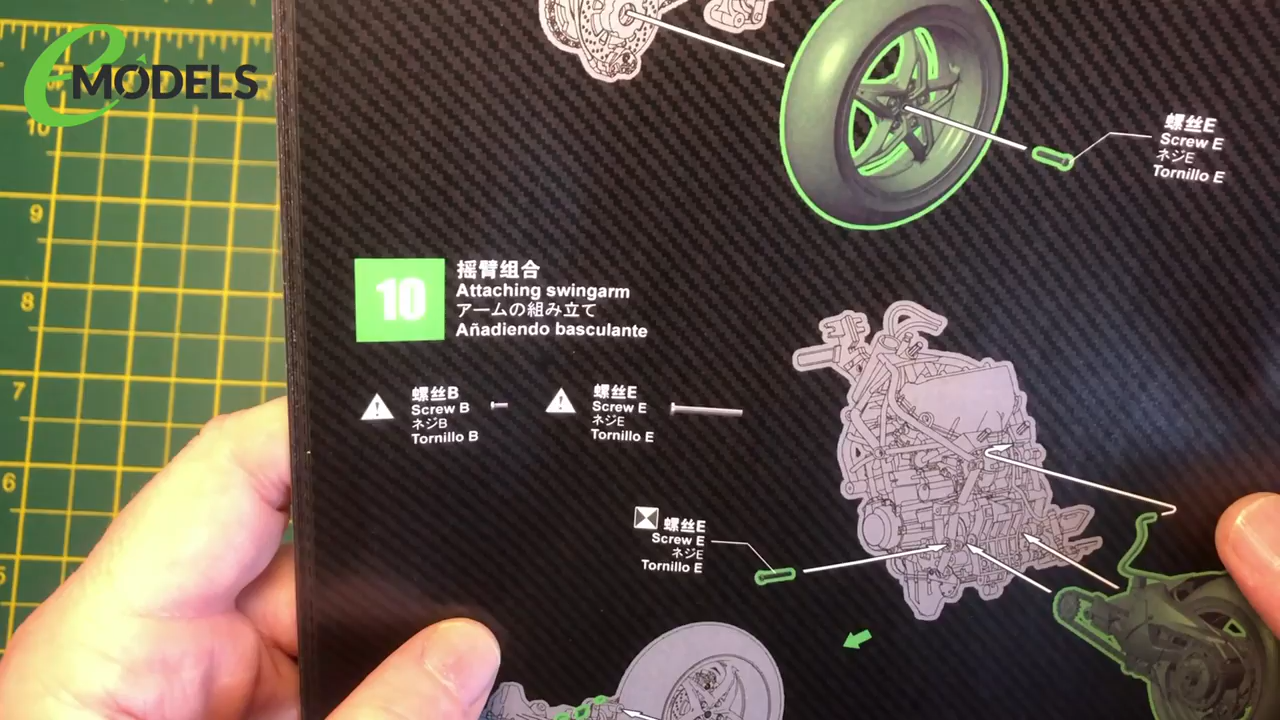 e MODELS
10
9
8
7
6
5
螺丝E
Screw E
ネジE
Tornillo E
10
摇臂组合
Attaching swingarm
アームの組み立て
Añadiendo basculante
螺丝B
Screw B
ネジB
Tornillo B
螺丝E
Screw E
ネジE
Tornillo E
螺丝E
Screw E
ネジE
Tornillo E